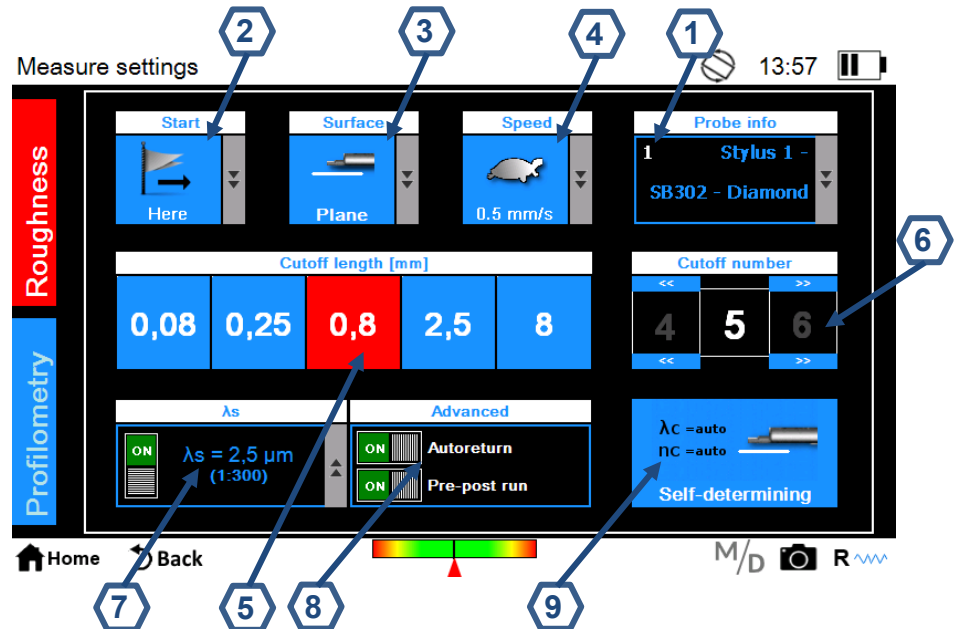 2
3
4
1
Measure settings
13:57
Roughness
Profilometry
Start
Here
Surface
Plane
Speed
0.5 mm/s
Probe info
1
Stylus 1 -
SB302 - Diamond
6
Cutoff length [mm]
0,08 0,25 0,8 2,5 8
Cutoff number
<< >>
4 5 6
<< >>
λs
ON
λs = 2,5 µm
(1:300)
Advanced
ON Autoreturn
ON Pre-post run
λc =auto
nc =auto
Self-determining
Home
Back
M/D
R
7
5
8
9